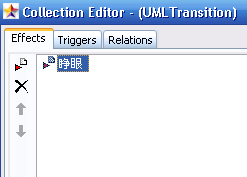 Collection Editor - (UMLTransition)
Effects Triggers Relations
睁眼